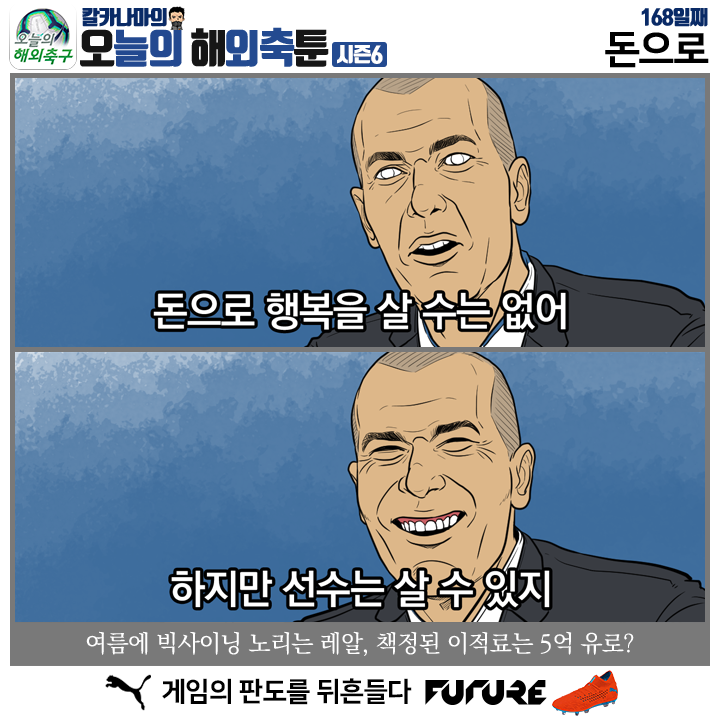 오늘의
해외축구
칼카나마의
오늘의 해외축툰
시즌6
168일째
돈으로
돈으로 행복을 살 수는 없어
하지만 선수는 살 수 있지
여름에 빅사이닝 노리는 레알, 책정된 이적료는 5억 유로?
게임의 판도를 뒤흔들다 FUTURE